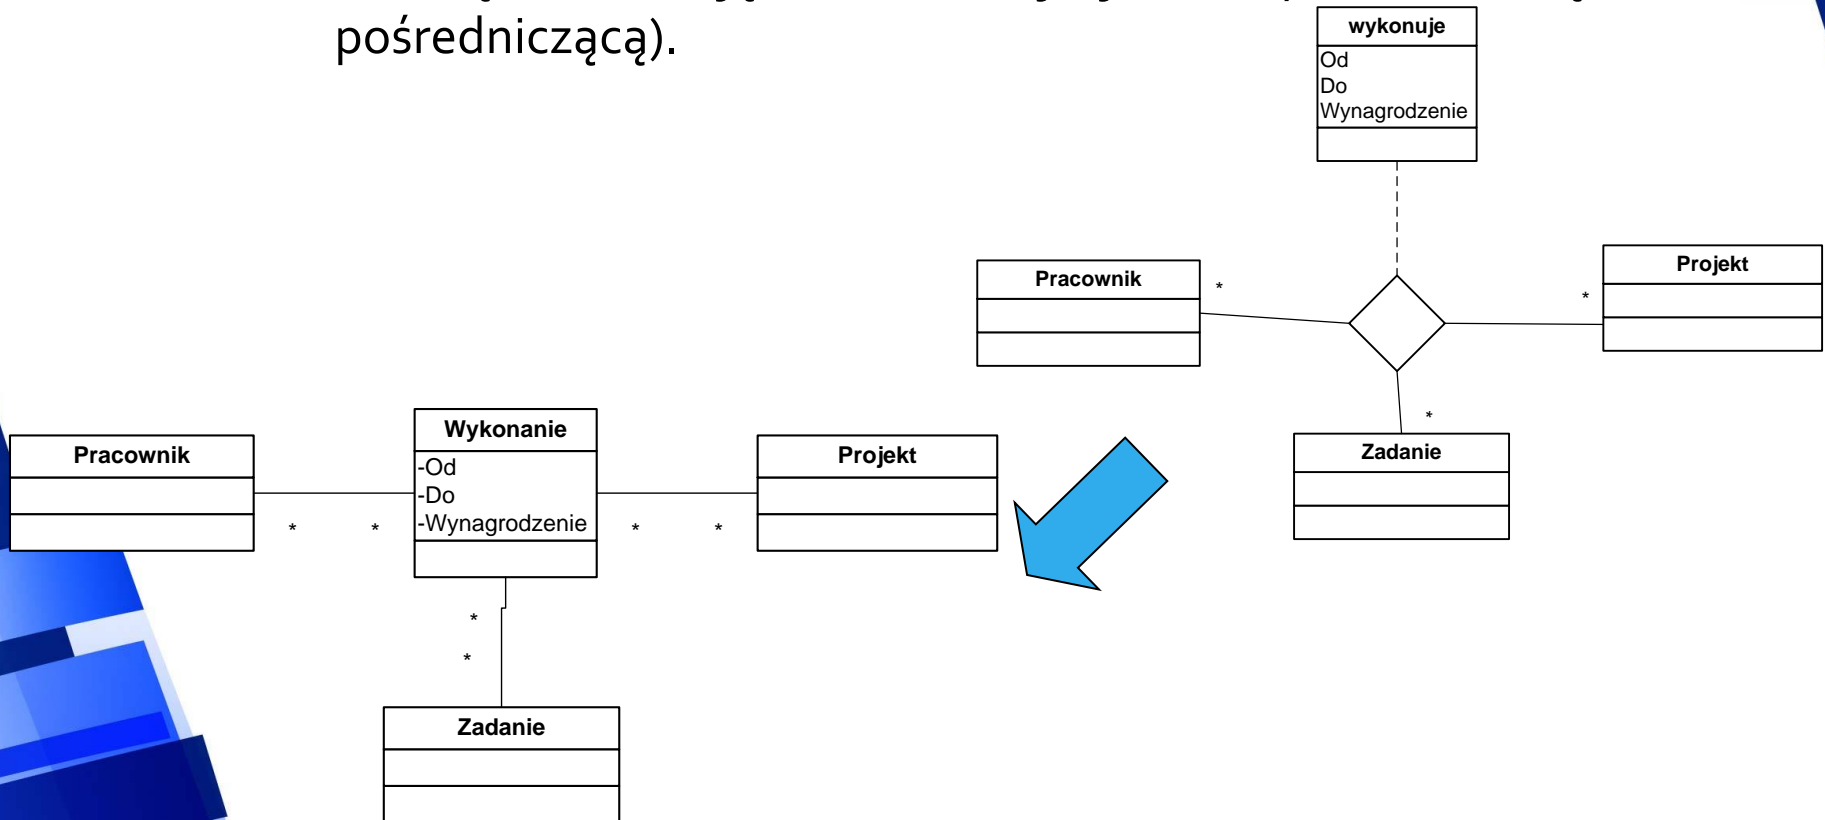 pośredniczącą).
wykonuje
Od
Do
Wynagrodzenie
Pracownik
*
*
Projekt
*
Zadanie
Pracownik
* *
Wykonanie
-Od
-Do
-Wynagrodzenie
* *
Projekt
*
*
Zadanie